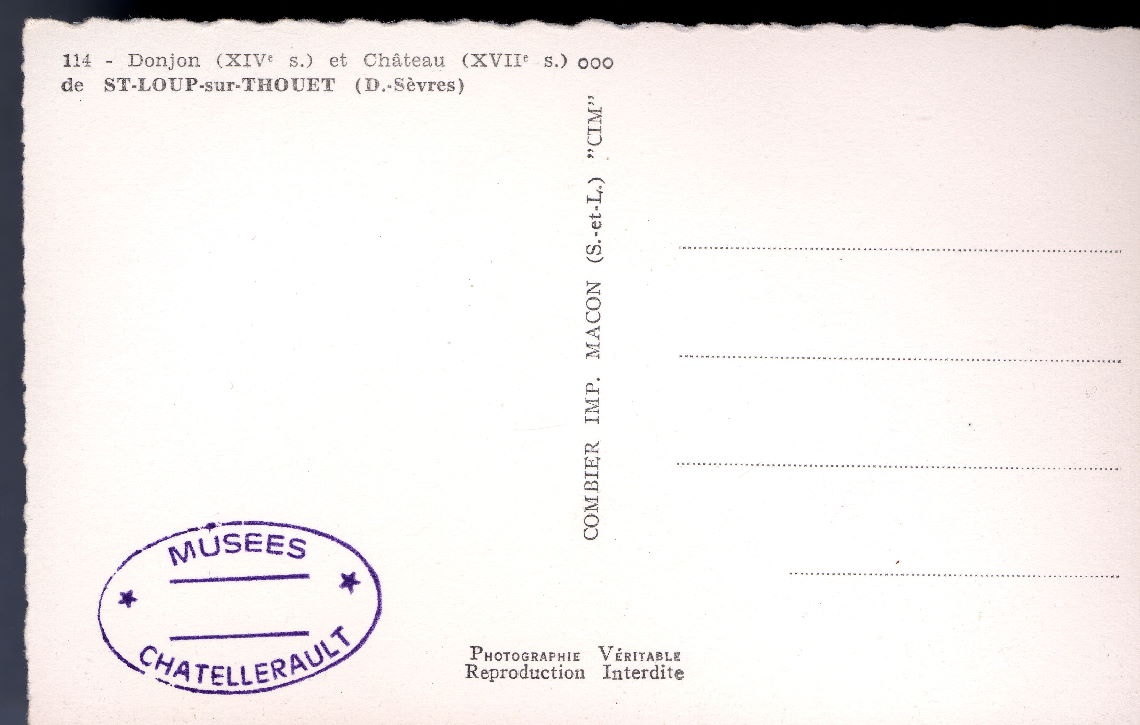 114 - Donjon (XIVe s.) et Château (XVIIe s.) ooo
de ST-LOUP-sur-THOUET (D.-Sèvres)
COMBIER IMP. MACON (S.-et-L.) "CIM"
MUSEES
CHATELLERAULT
PHOTOGRAPHIE VÉRITABLE
Reproduction Interdite